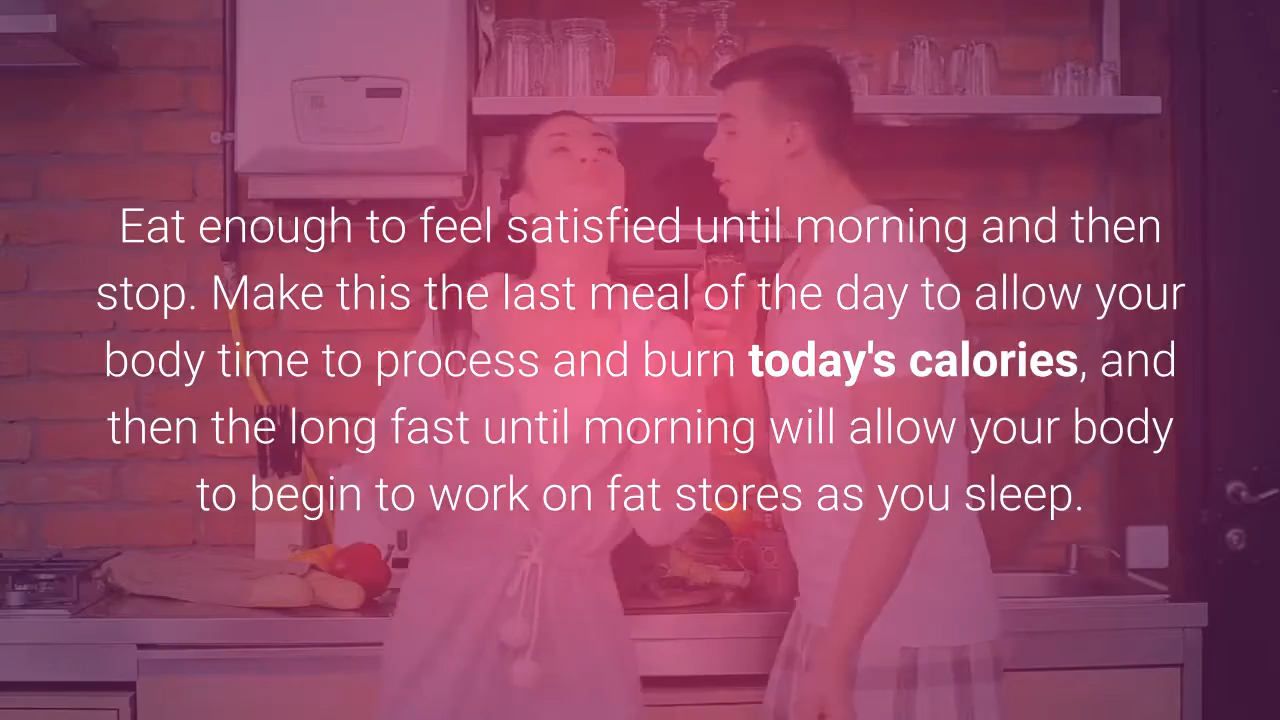 Eat enough to feel satisfied until morning and then
stop. Make this the last meal of the day to allow your
body time to process and burn today's calories, and
then the long fast until morning will allow your body
to begin to work on fat stores as you sleep.